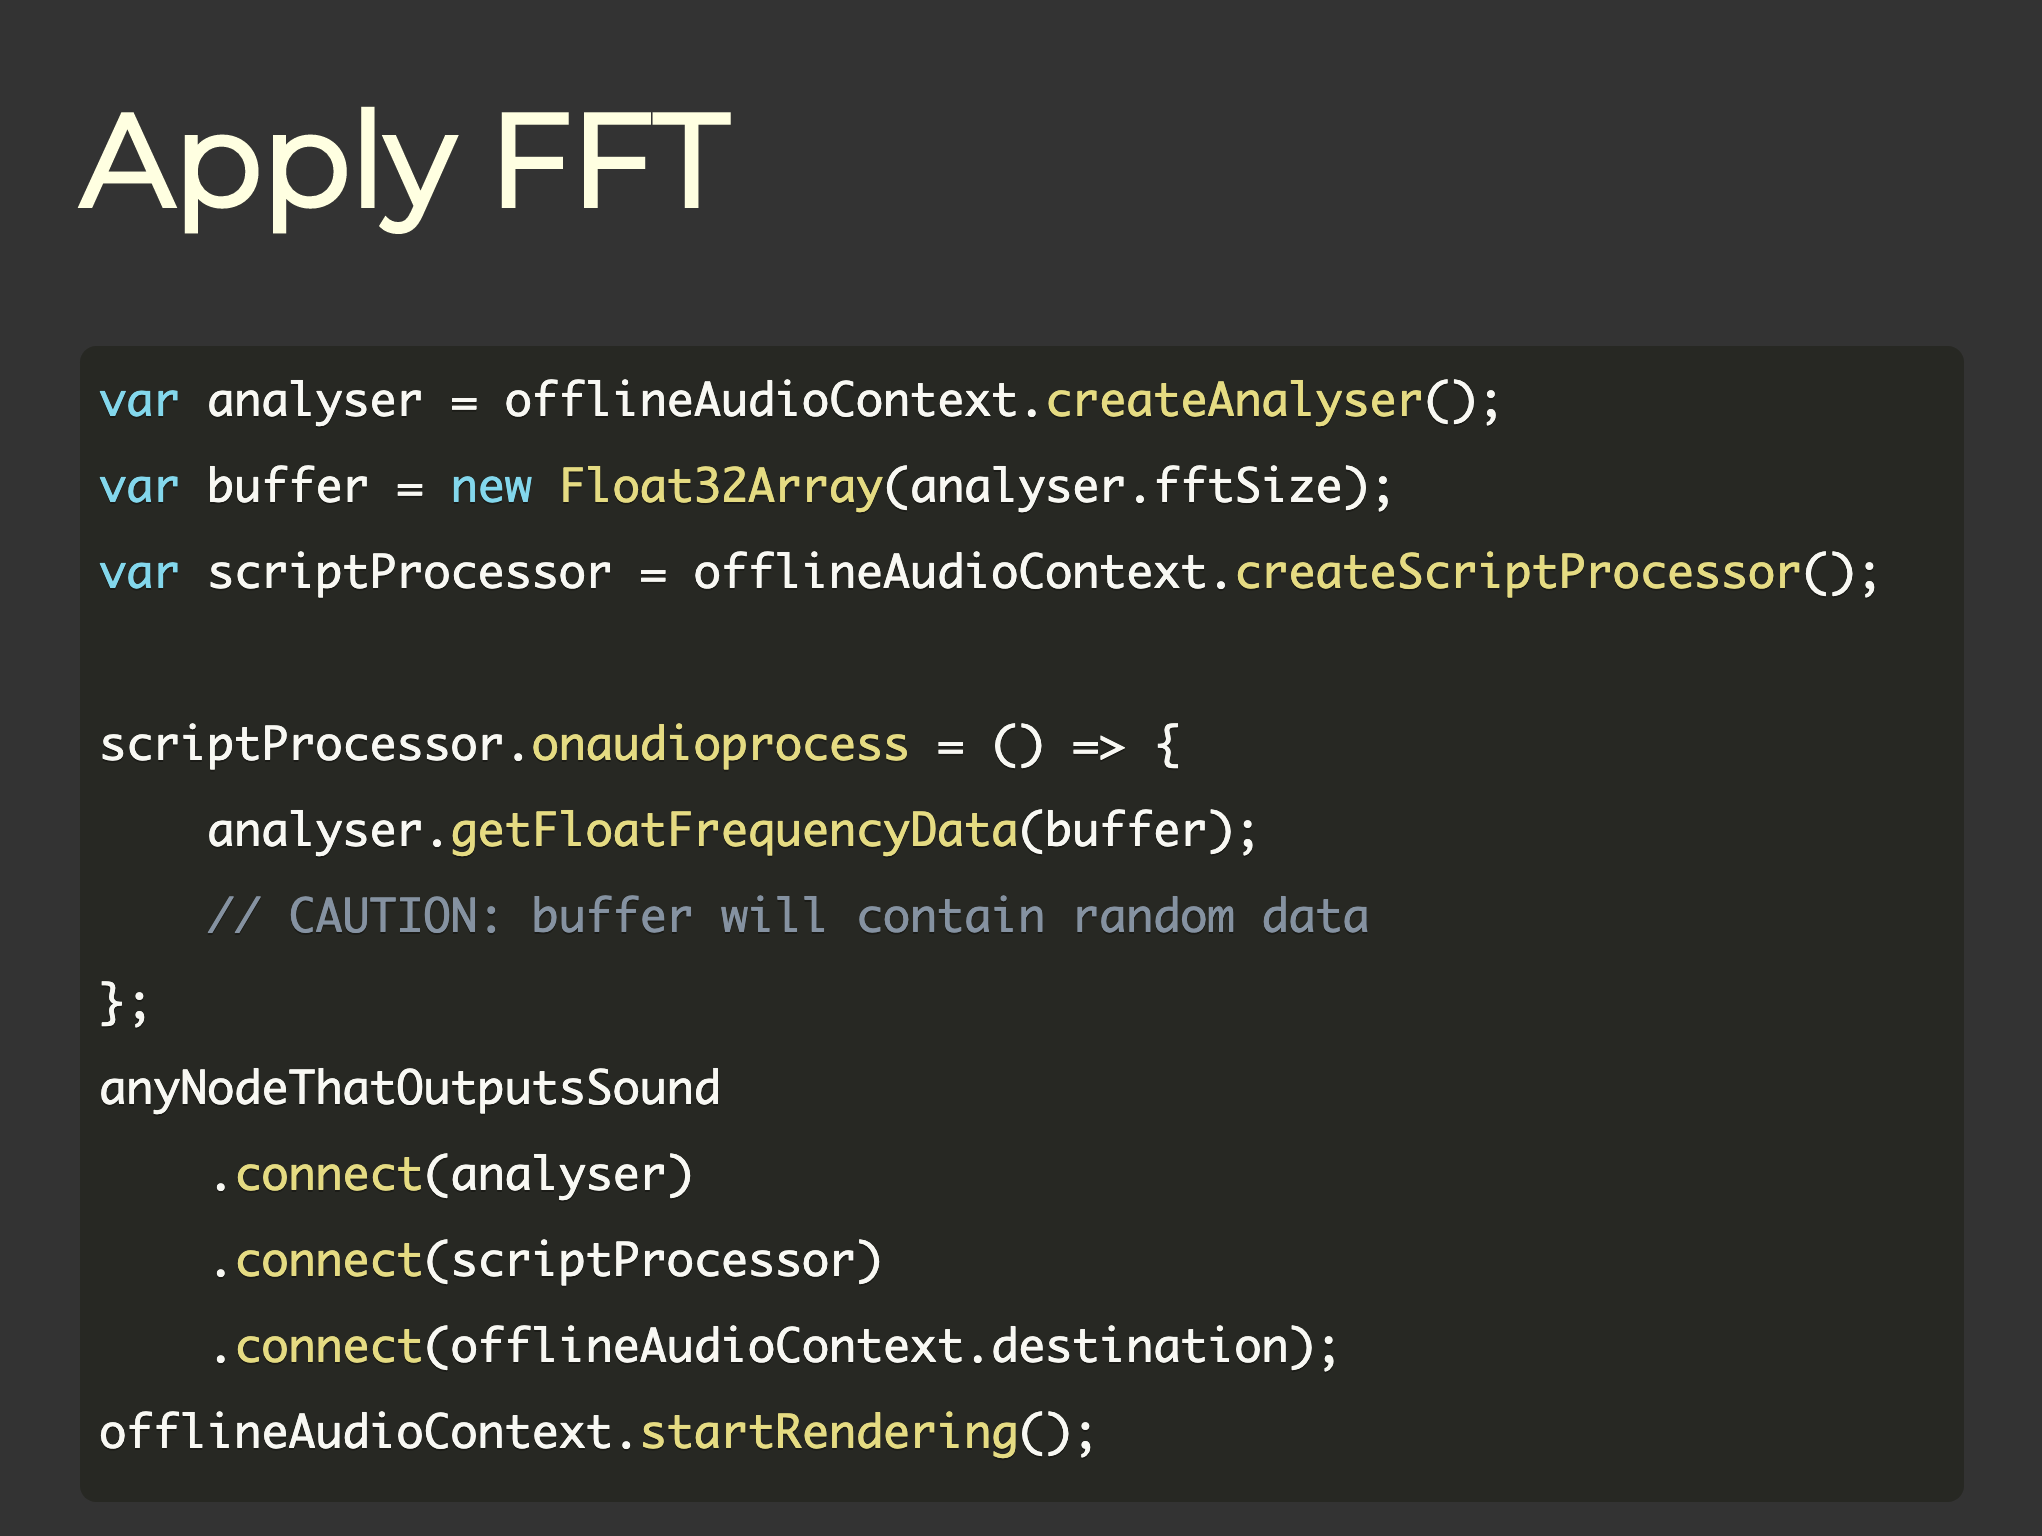 Apply FFT
var analyser = offlineAudioContext.createAnalyser();
var buffer = new Float32Array(analyser.fftSize);
var scriptProcessor = offlineAudioContext.createScriptProcessor();
scriptProcessor.onaudioprocess = () => {
    analyser.getFloatFrequencyData(buffer);
    // CAUTION: buffer will contain random data
};
anyNodeThatOutputsSound
    .connect(analyser)
    .connect(scriptProcessor)
    .connect(offlineAudioContext.destination);
offlineAudioContext.startRendering();